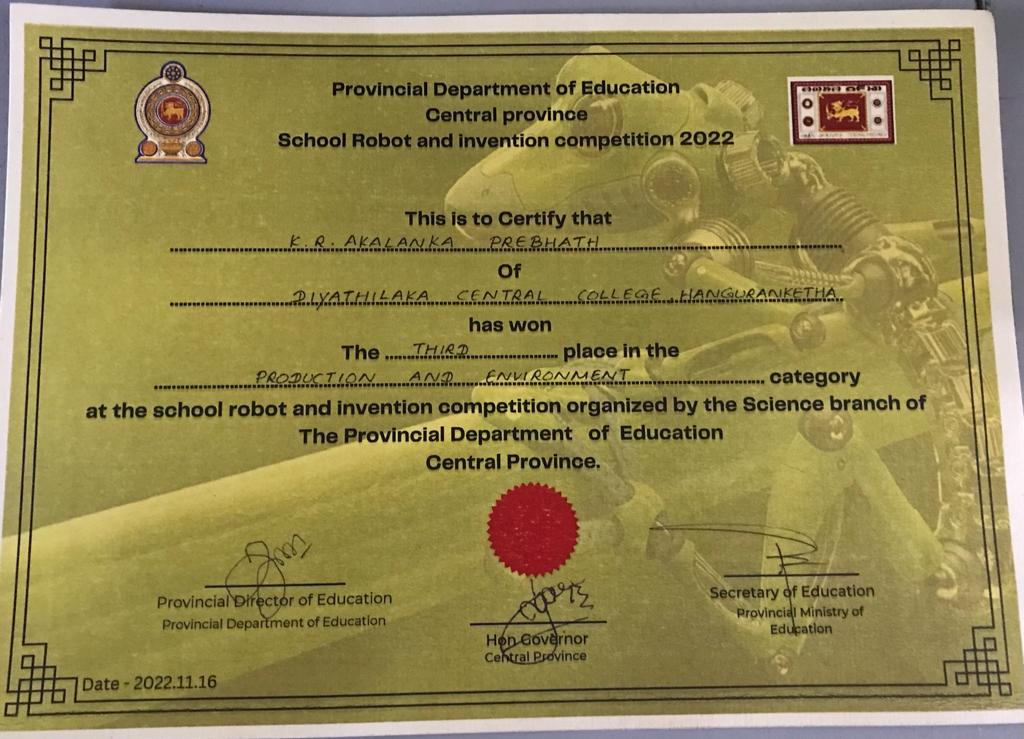 Provincial Department of Education
Central province
School Robot and invention competition 2022
This is to Certify that
K. R. AKALANKA PREBHATH
Of
DIYATHILAKA CENTRAL COLLEGE, HANGURANKETHA
has won
The THIRD place in the
PRODUCTION AND ENVIRONMENT category
at the school robot and invention competition organized by the Science branch of
The Provincial Department of Education
Central Province.
Provincial Director of Education
Provincial Department of Education
Hon Governor
Central Province
Secretary of Education
Provincial Ministry of
Education
Date - 2022.11.16